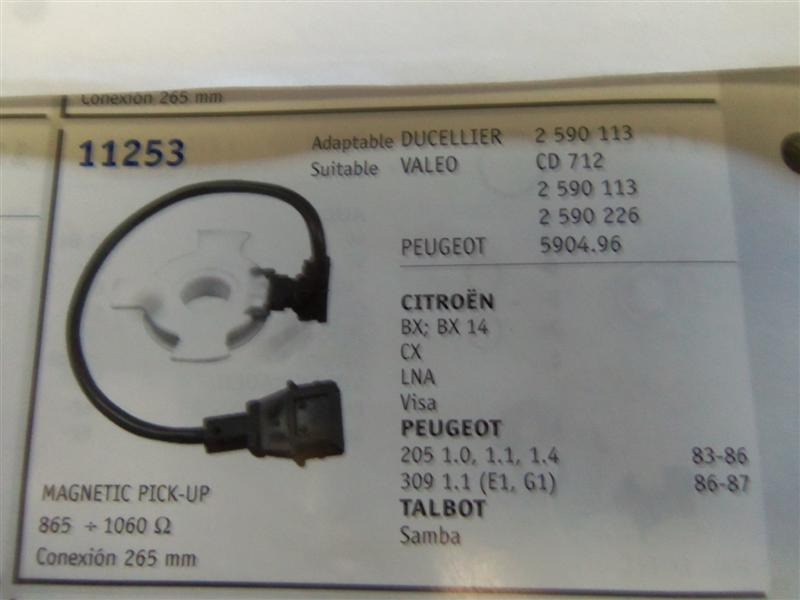 Conexión 265 mm
11253
Adaptable DUCELLIER 2 590 113
Suitable VALEO CD 712
2 590 113
2 590 226
PEUGEOT 5904.96
CITROËN
BX; BX 14
CX
LNA
Visa
PEUGEOT
205 1.0, 1.1, 1.4 83-86
309 1.1 (E1, G1) 86-87
TALBOT
Samba
MAGNETIC PICK-UP
865 ÷ 1060 Ω
Conexión 265 mm